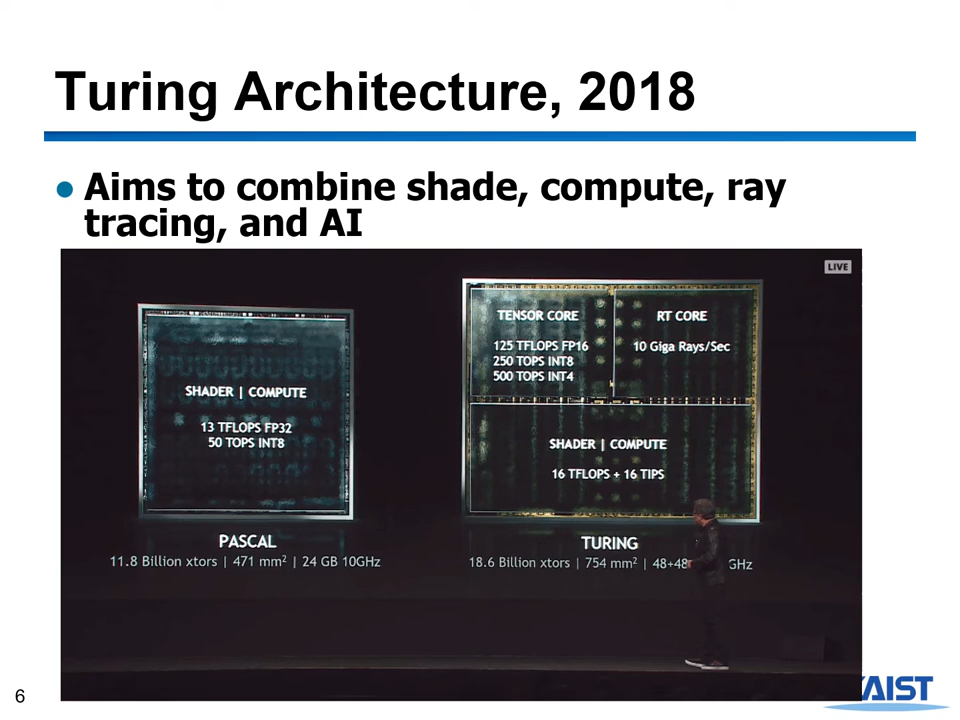 Turing Architecture, 2018
● Aims to combine shade, compute, ray
tracing, and AI
LIVE
SHADER | COMPUTE
13 TFLOPS FP32
50 TOPS INT8
PASCAL
11.8 Billion xtors | 471 mm² | 24 GB 10GHz
TENSOR CORE
125 TFLOPS FP16
250 TOPS INT8
500 TOPS INT4
RT CORE
10 Giga Rays/Sec
SHADER | COMPUTE
16 TFLOPS + 16 TIPS
TURING
18.6 Billion xtors | 754 mm² | 48+48 GHz
6
KAIST